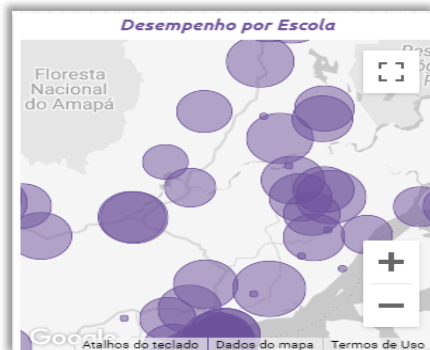 Desempenho por Escola
Floresta
Nacional
do Amapá
Google
Atalhos do teclado
Dados do mapa
Termos de Uso